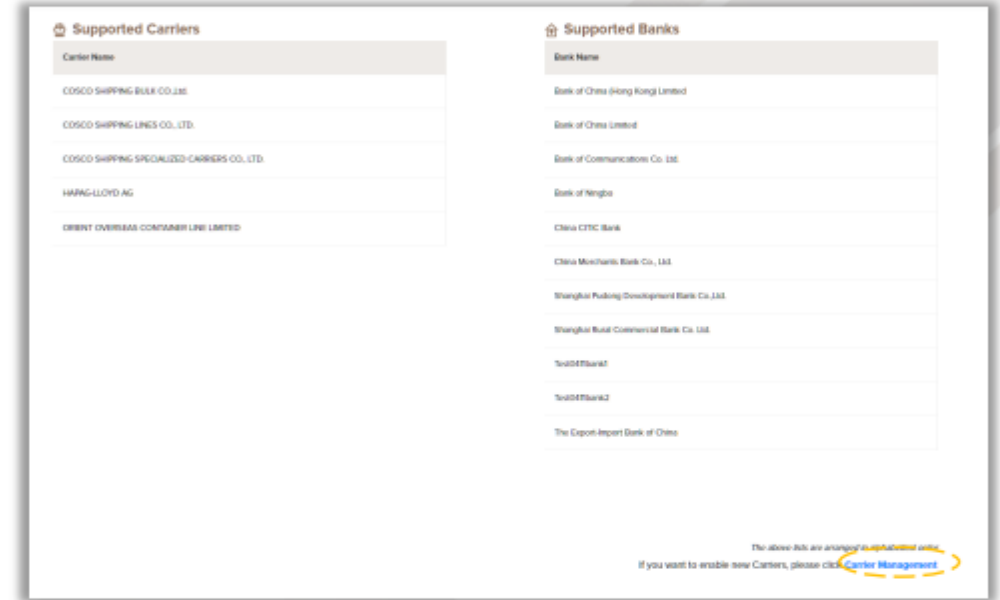 Supported Carriers
Carrier Name
COSCO SHIPPING BULK CO.,Ltd.
COSCO SHIPPING LINES CO., LTD.
COSCO SHIPPING SPECIALIZED CARRIERS CO., LTD.
HAPAG-LLOYD AG
ORIENT OVERSEAS CONTAINER LINE LIMITED
Supported Banks
Bank Name
Bank of China (Hong Kong) Limited
Bank of China Limited
Bank of Communications Co. Ltd.
Bank of Ningbo
China CITIC Bank
China Merchants Bank Co., Ltd.
Shanghai Pudong Development Bank Co.,Ltd.
Shanghai Rural Commercial Bank Co. Ltd.
The Export-Import Bank of China
The above lists are arranged in alphabetical order.
If you want to enable new Carriers, please click Carrier Management